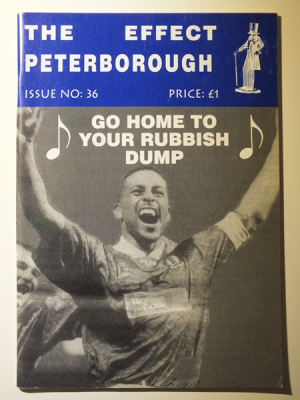 THE EFFECT
PETERBOROUGH
ISSUE NO: 36 PRICE: £1
GO HOME TO
YOUR RUBBISH
DUMP